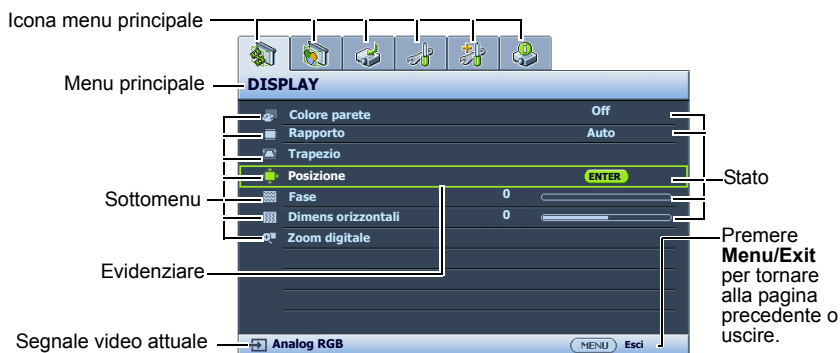 Icona menu principale
Menu principale
DISPLAY
Colore parete Off
Rapporto Auto
Trapezio
Posizione ENTER
Stato
Sottomenu
Fase 0
Dimens orizzontali 0
Zoom digitale
Evidenziare
Premere
Menu/Exit
per tornare
alla pagina
precedente o
uscire.
Segnale video attuale
Analog RGB
MENU Esci